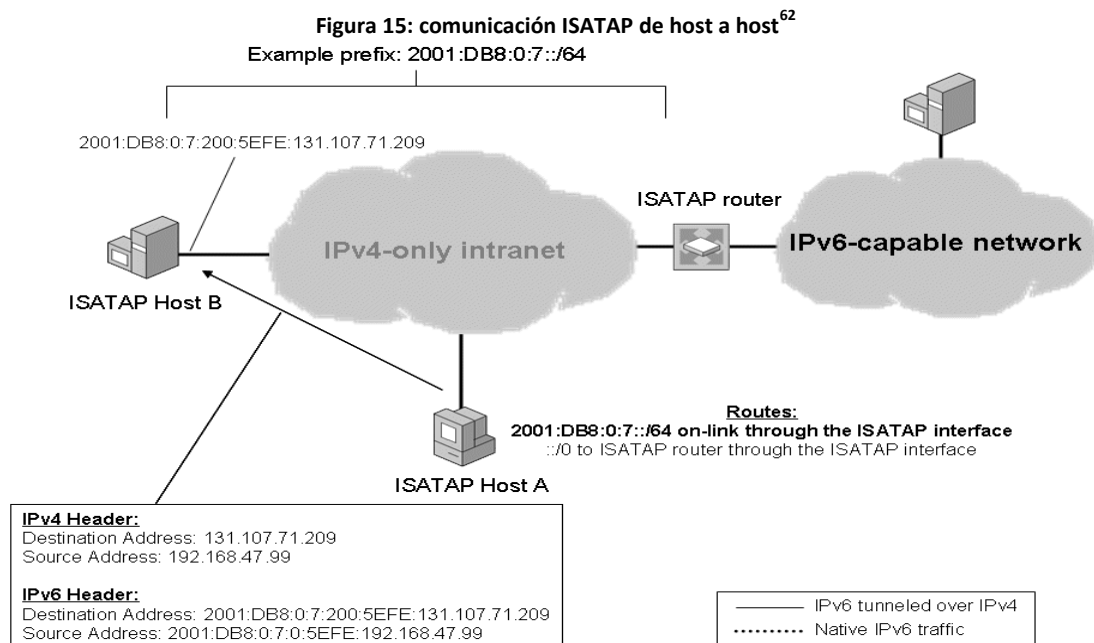 Figura 15: comunicación ISATAP de host a host62
Example prefix: 2001:DB8:0:7::/64
2001:DB8:0:7:200:5EFE:131.107.71.209
ISATAP router
IPv4-only intranet
IPv6-capable network
ISATAP Host B
Routes:
2001:DB8:0:7::/64 on-link through the ISATAP interface
::/0 to ISATAP router through the ISATAP interface
ISATAP Host A
IPv4 Header:
Destination Address: 131.107.71.209
Source Address: 192.168.47.99
IPv6 Header:
Destination Address: 2001:DB8:0:7:200:5EFE:131.107.71.209
Source Address: 2001:DB8:0:7:0:5EFE:192.168.47.99
IPv6 tunneled over IPv4
Native IPv6 traffic